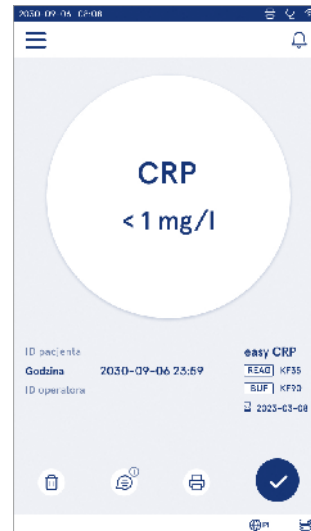 2030-09-06 08:08
CRP
< 1 mg/l
ID pacjenta
easy CRP
Godzina 2030-09-06 23:59
READ KF35
ID operatora
BUF KF90
2023-03-08